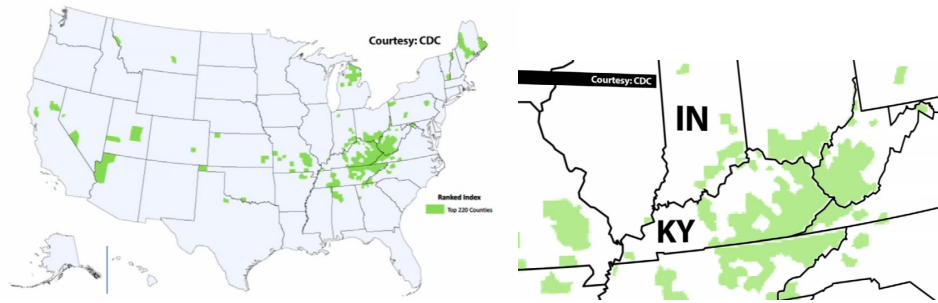 Courtesy: CDC
Ranked Index
Top 220 Counties
Courtesy: CDC
IN
KY